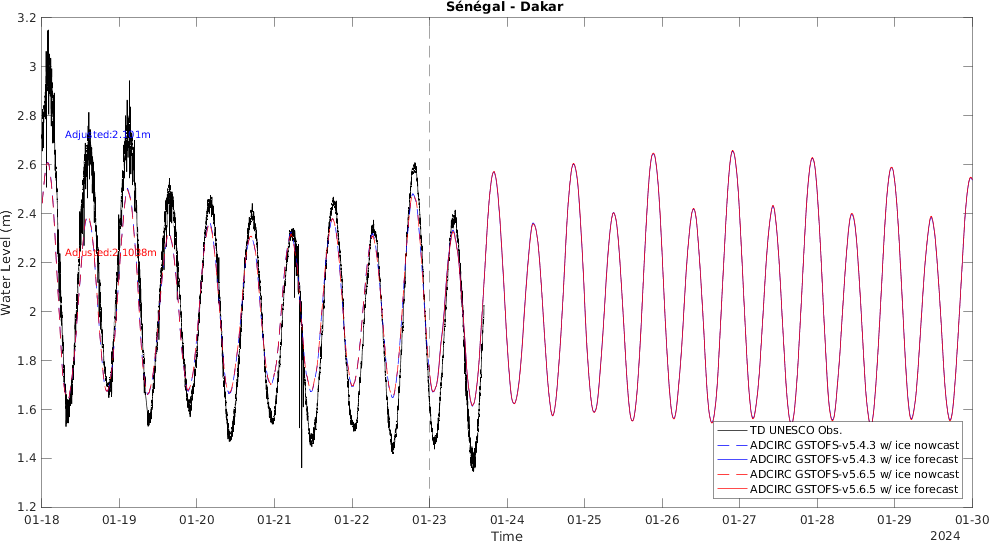 Sénégal - Dakar
3.2
3
2.8
2.6
2.4
2.2
2
1.8
1.6
1.4
1.2
Water Level (m)
Adjusted:2.1038m
TD UNESCO Obs.
ADCIRC GSTOFS-v5.4.3 w/ ice nowcast
ADCIRC GSTOFS-v5.4.3 w/ ice forecast
ADCIRC GSTOFS-v5.6.5 w/ ice nowcast
ADCIRC GSTOFS-v5.6.5 w/ ice forecast
01-18 01-19 01-20 01-21 01-22 01-23 01-24 01-25 01-26 01-27 01-28 01-29 01-30
Time
2024